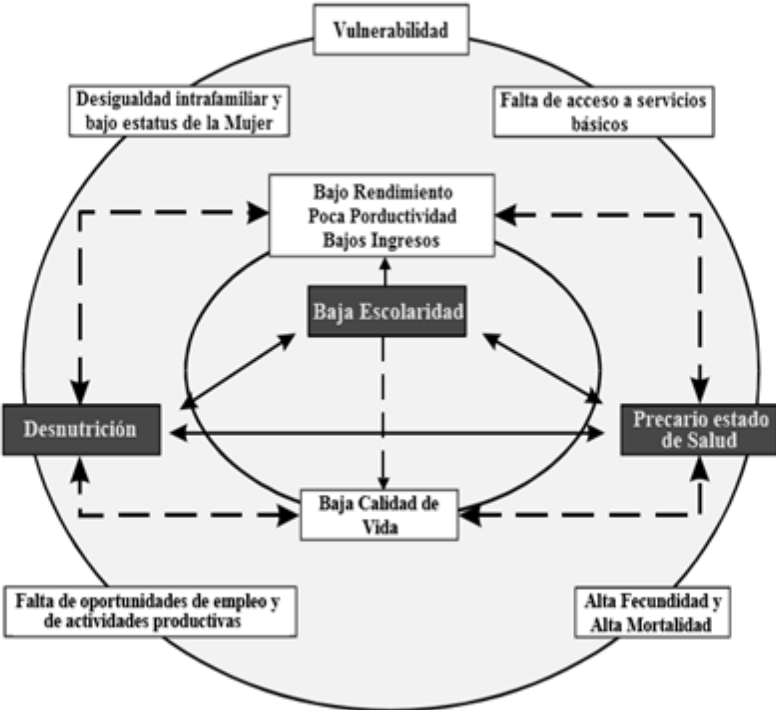 Vulnerabilidad
Desigualdad intrafamiliar y
bajo estatus de la Mujer
Falta de acceso a servicios
básicos
Bajo Rendimiento
Poca Porductividad
Bajos Ingresos
Baja Escolaridad
Desnutrición
Precario estado
de Salud
Baja Calidad de
Vida
Falta de oportunidades de empleo y
de actividades productivas
Alta Fecundidad y
Alta Mortalidad